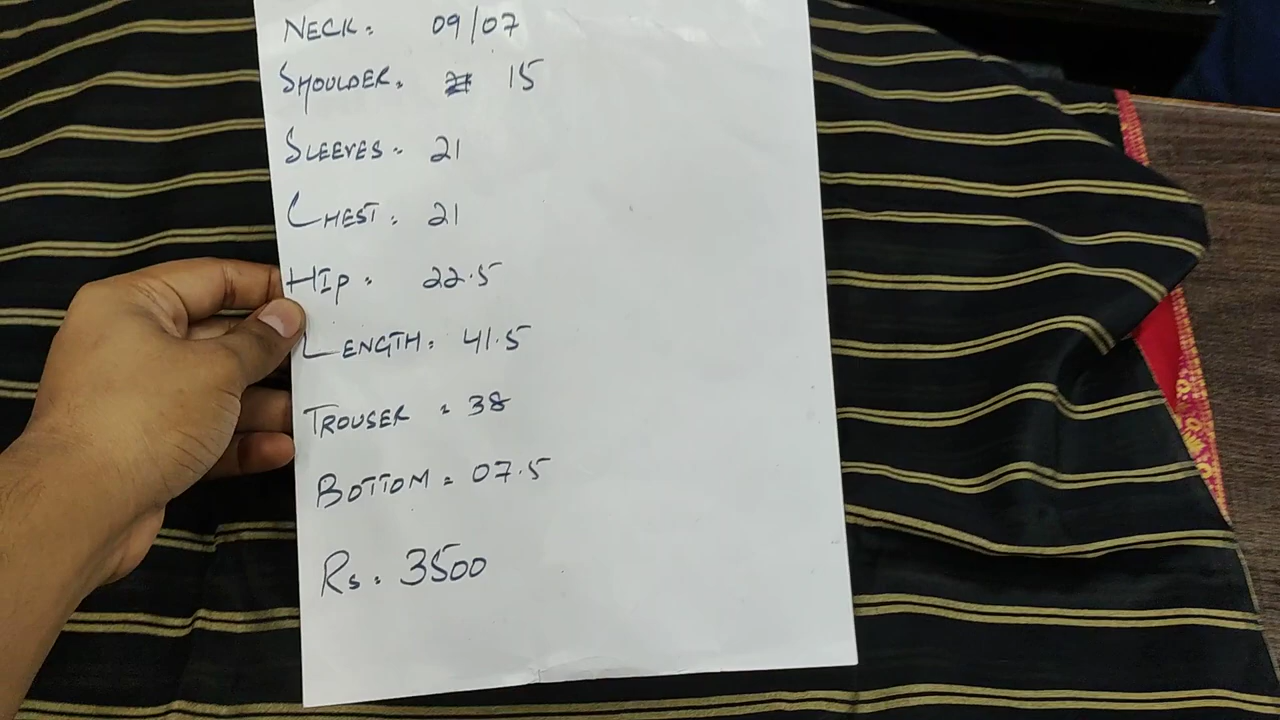 NECK: 09/07
SHOULDER: 15
SLEEVES: 21
CHEST: 21
HIP: 22.5
LENGTH: 41.5
TROUSER: 38
BOTTOM: 07.5
Rs: 3500